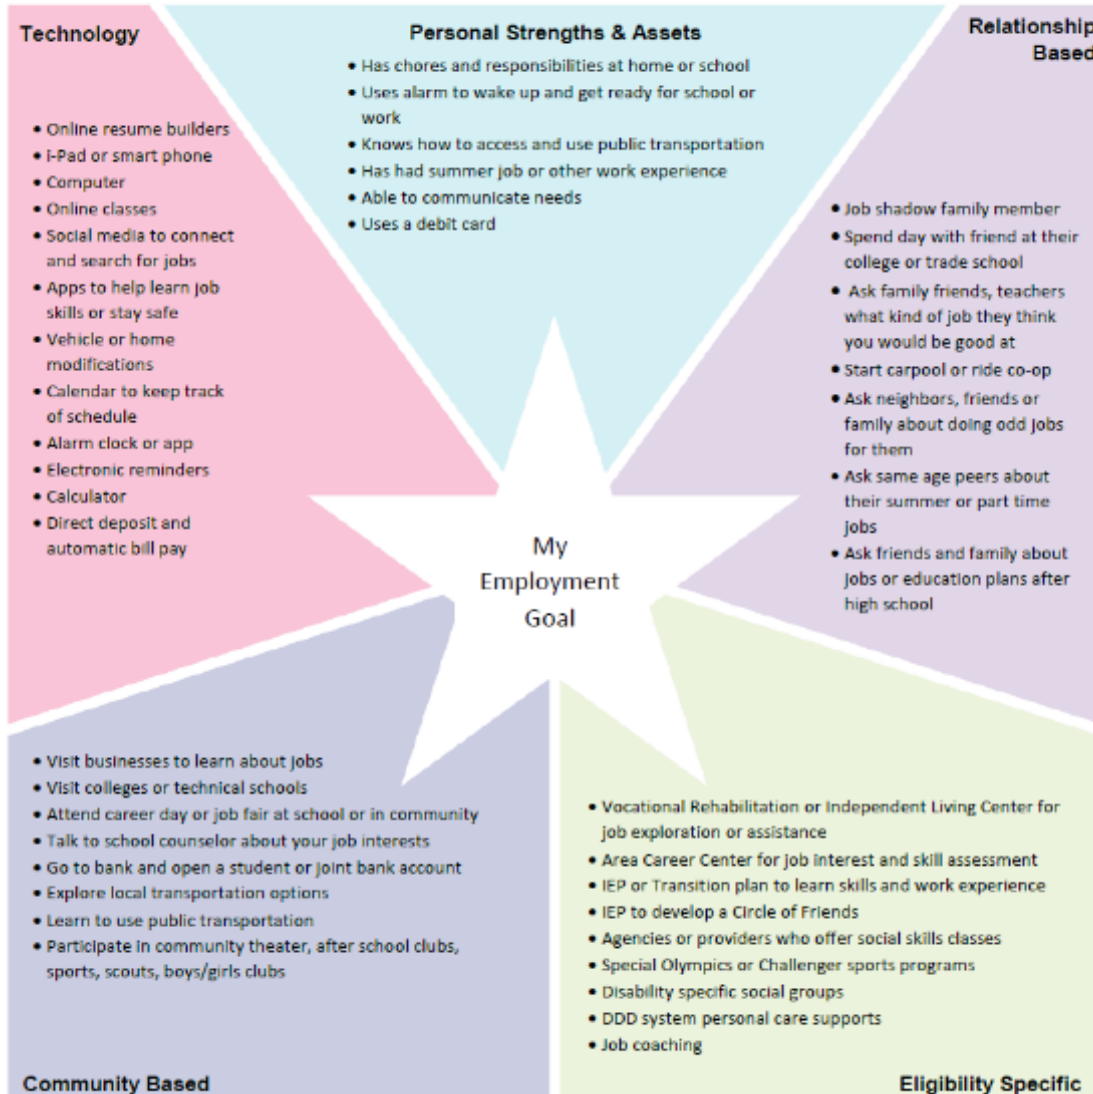 Technology
• Online resume builders
• i-Pad or smart phone
• Computer
• Online classes
• Social media to connect
and search for jobs
• Apps to help learn job
skills or stay safe
• Vehicle or home
modifications
• Calendar to keep track
of schedule
• Alarm clock or app
• Electronic reminders
• Calculator
• Direct deposit and
automatic bill pay
Personal Strengths & Assets
• Has chores and responsibilities at home or school
• Uses alarm to wake up and get ready for school or
work
• Knows how to access and use public transportation
• Has had summer job or other work experience
• Able to communicate needs
• Uses a debit card
Relationship
Based
• Job shadow family member
• Spend day with friend at their
college or trade school
• Ask family friends, teachers
what kind of job they think
you would be good at
• Start carpool or ride co-op
• Ask neighbors, friends or
family about doing odd jobs
for them
• Ask same age peers about
their summer or part time
jobs
• Ask friends and family about
jobs or education plans after
high school
My
Employment
Goal
• Visit businesses to learn about jobs
• Visit colleges or technical schools
• Attend career day or job fair at school or in community
• Talk to school counselor about your job interests
• Go to bank and open a student or joint bank account
• Explore local transportation options
• Learn to use public transportation
• Participate in community theater, after school clubs,
sports, scouts, boys/girls clubs
Community Based
• Vocational Rehabilitation or Independent Living Center for
job exploration or assistance
• Area Career Center for job interest and skill assessment
• IEP or Transition plan to learn skills and work experience
• IEP to develop a Circle of Friends
• Agencies or providers who offer social skills classes
• Special Olympics or Challenger sports programs
• Disability specific social groups
• DDD system personal care supports
• Job coaching
Eligibility Specific